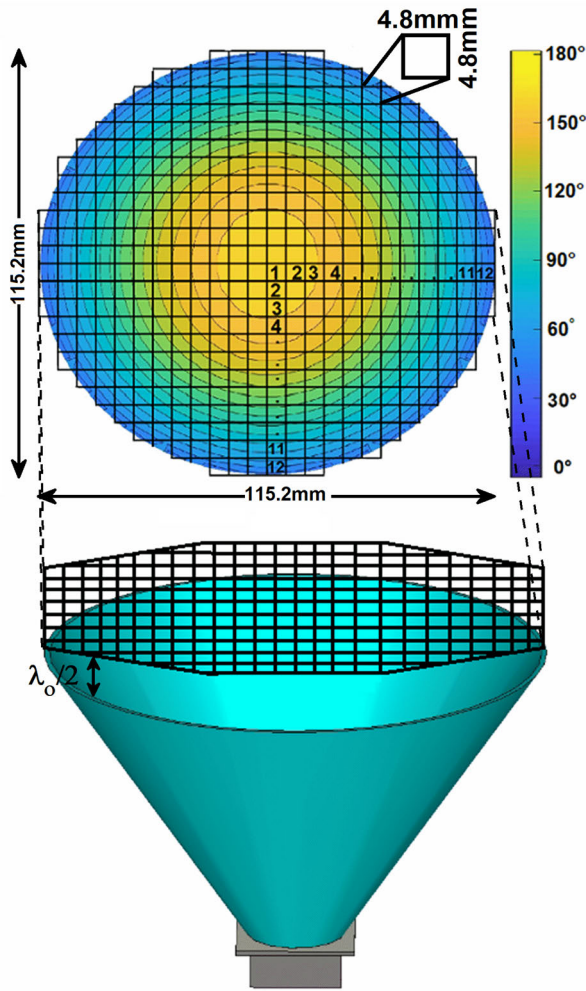 4.8mm
4.8mm
180°
150°
120°
90°
60°
30°
0°
115.2mm
1 2 3 4 . . . . . . 11 12
2
3
4
.
.
.
.
.
11
12
115.2mm
λo/2